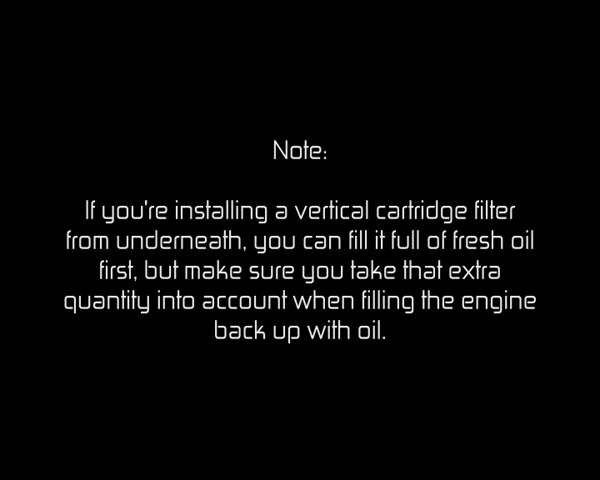 Note:
If you're installing a vertical cartridge filter
from underneath, you can fill it full of fresh oil
first, but make sure you take that extra
quantity into account when filling the engine
back up with oil.